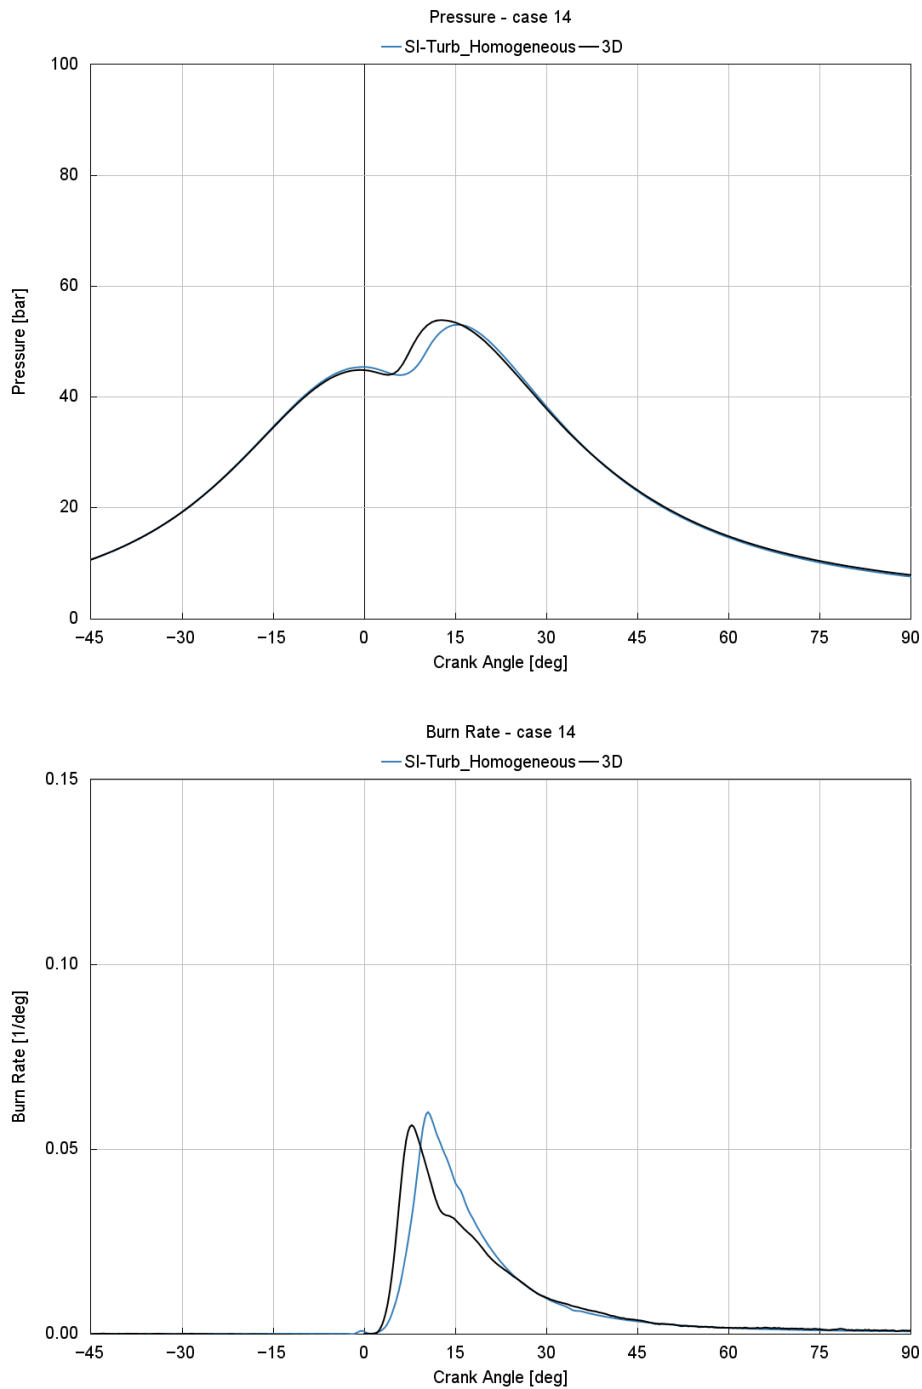 Pressure - case 14
SI-Turb_Homogeneous 3D
100
80
60
40
20
0
Pressure [bar]
−45 −30 −15 0 15 30 45 60 75 90
Crank Angle [deg]
Burn Rate - case 14
SI-Turb_Homogeneous 3D
0.15
0.10
0.05
0.00
Burn Rate [1/deg]
−45 −30 −15 0 15 30 45 60 75 90
Crank Angle [deg]